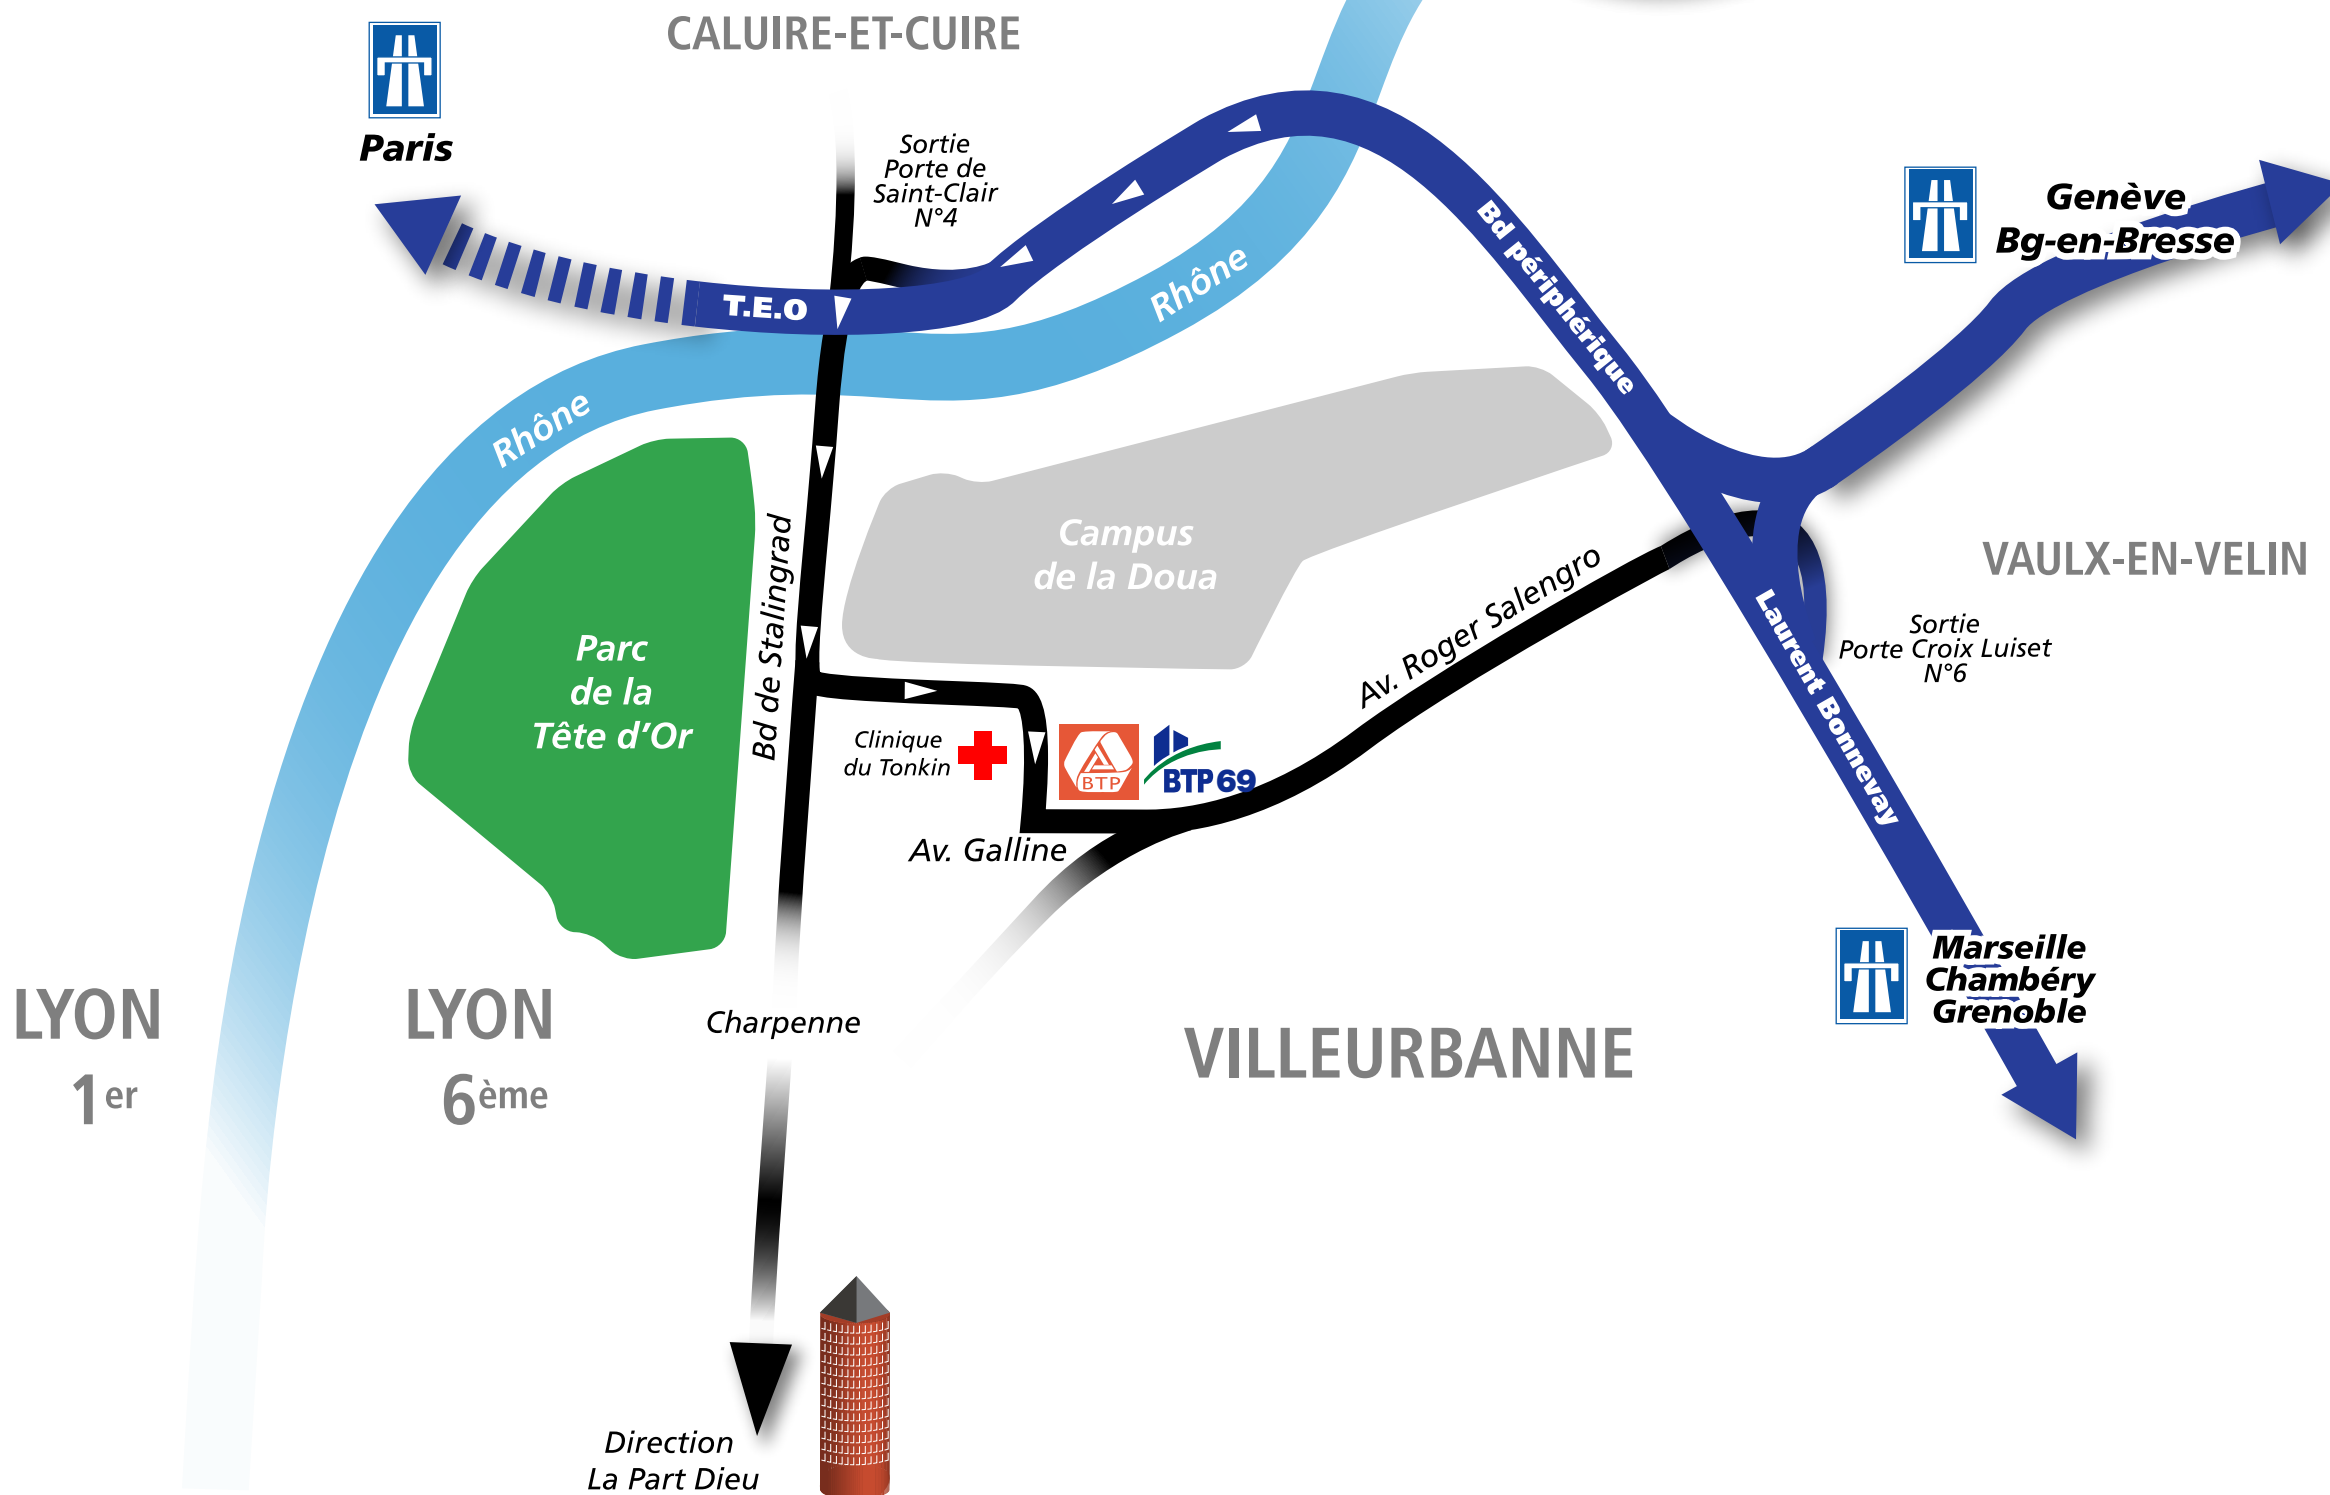 CALUIRE-ET-CUIRE
Paris
Sortie
Porte de
Saint-Clair
N°4
T.E.O
Rhône
Rhône
Bd périphérique
Laurent Bonnevay
Genève
Bg-en-Bresse
VAULX-EN-VELIN
Sortie
Porte Croix Luiset
N°6
Campus
de la Doua
Av. Roger Salengro
Bd de Stalingrad
Parc
de la
Tête d'Or
Clinique
du Tonkin
BTP
BTP 69
Av. Galline
Marseille
Chambéry
Grenoble
LYON
1er
LYON
6ème
Charpenne
VILLEURBANNE
Direction
La Part Dieu